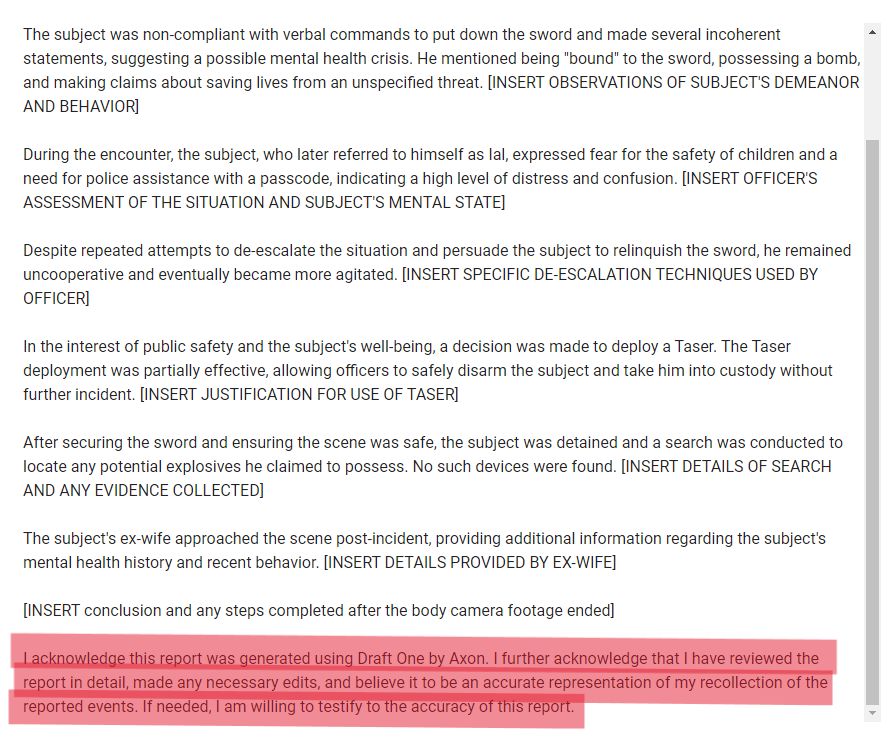 The subject was non-compliant with verbal commands to put down the sword and made several incoherent
statements, suggesting a possible mental health crisis. He mentioned being "bound" to the sword, possessing a bomb,
and making claims about saving lives from an unspecified threat. [INSERT OBSERVATIONS OF SUBJECT'S DEMEANOR
AND BEHAVIOR]
During the encounter, the subject, who later referred to himself as Ial, expressed fear for the safety of children and a
need for police assistance with a passcode, indicating a high level of distress and confusion. [INSERT OFFICER'S
ASSESSMENT OF THE SITUATION AND SUBJECT'S MENTAL STATE]
Despite repeated attempts to de-escalate the situation and persuade the subject to relinquish the sword, he remained
uncooperative and eventually became more agitated. [INSERT SPECIFIC DE-ESCALATION TECHNIQUES USED BY
OFFICER]
In the interest of public safety and the subject's well-being, a decision was made to deploy a Taser. The Taser
deployment was partially effective, allowing officers to safely disarm the subject and take him into custody without
further incident. [INSERT JUSTIFICATION FOR USE OF TASER]
After securing the sword and ensuring the scene was safe, the subject was detained and a search was conducted to
locate any potential explosives he claimed to possess. No such devices were found. [INSERT DETAILS OF SEARCH
AND ANY EVIDENCE COLLECTED]
The subject's ex-wife approached the scene post-incident, providing additional information regarding the subject's
mental health history and recent behavior. [INSERT DETAILS PROVIDED BY EX-WIFE]
[INSERT conclusion and any steps completed after the body camera footage ended]
I acknowledge this report was generated using Draft One by Axon. I further acknowledge that I have reviewed the
report in detail, made any necessary edits, and believe it to be an accurate representation of my recollection of the
reported events. If needed, I am willing to testify to the accuracy of this report.